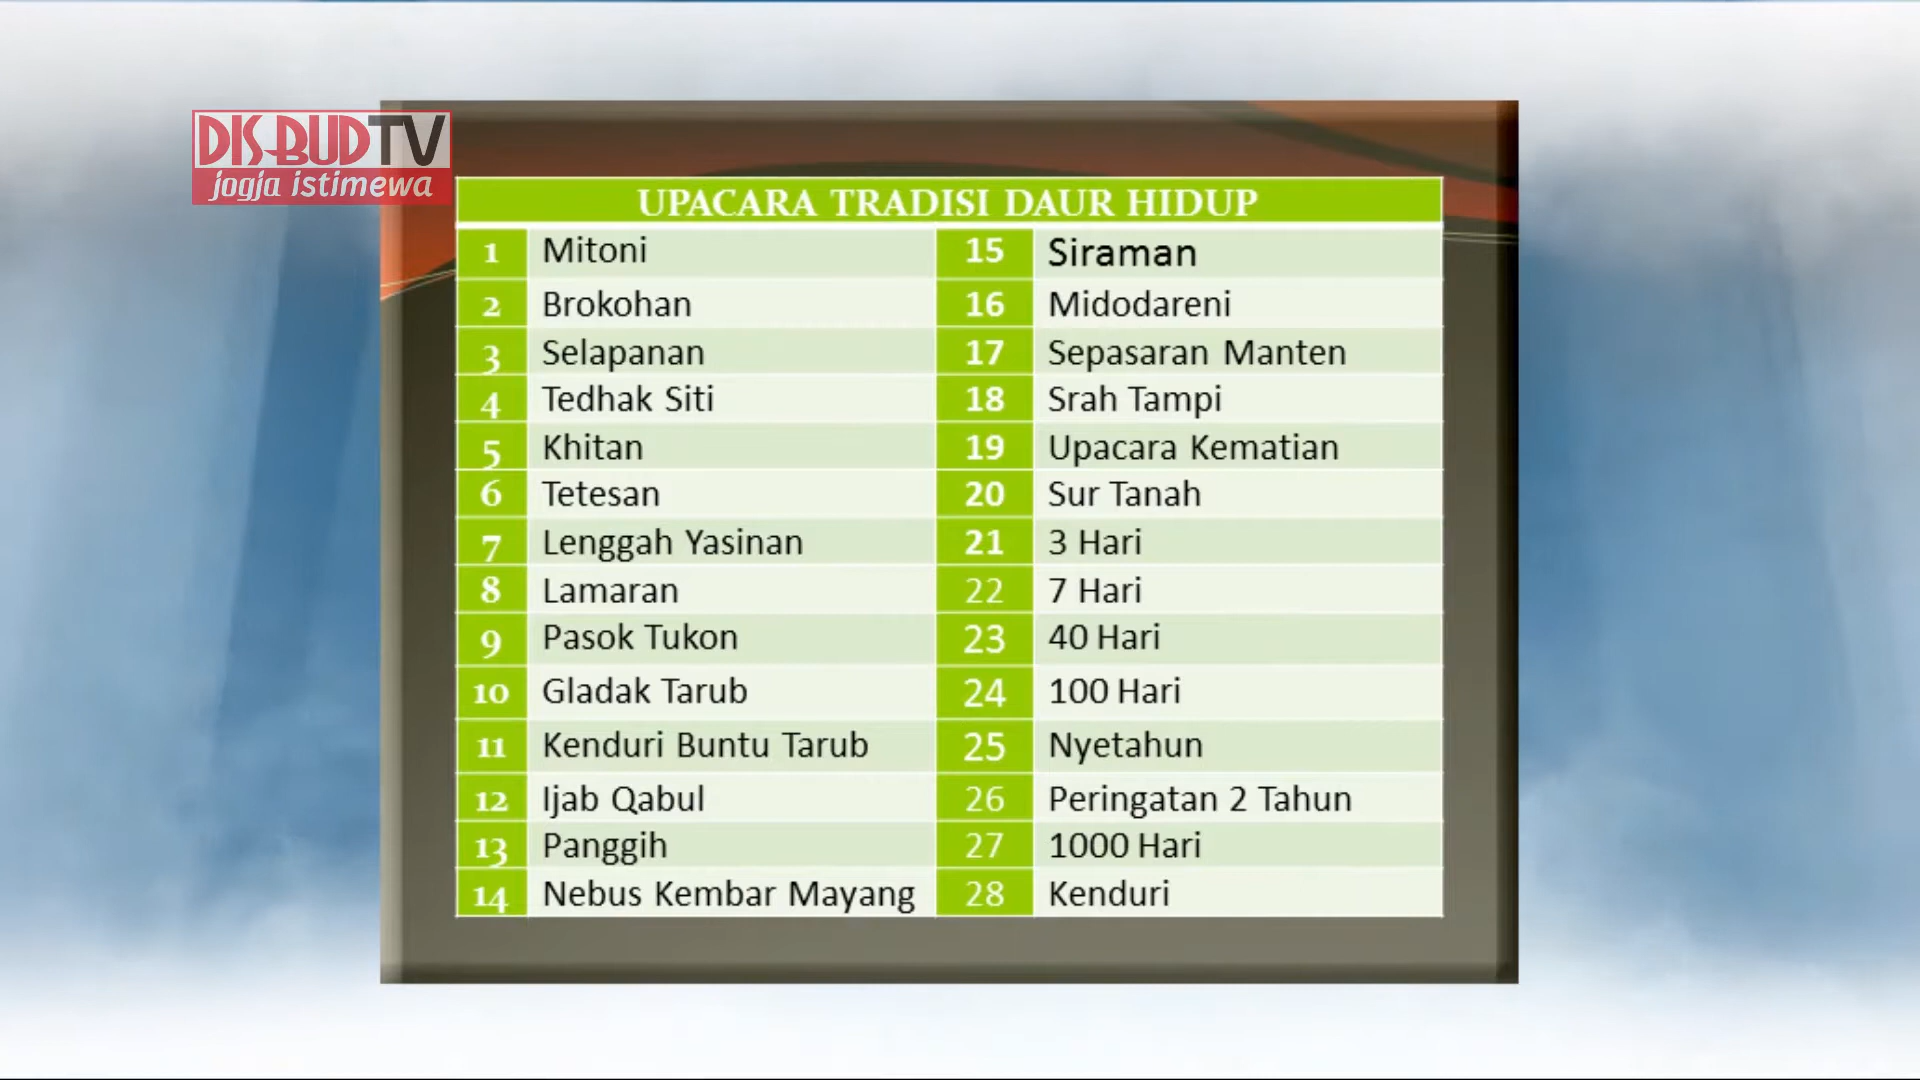 DISBUD TV
jogja istimewa
UPACARA TRADISI DAUR HIDUP
1 Mitoni 15 Siraman
2 Brokohan 16 Midodareni
3 Selapanan 17 Sepasaran Manten
4 Tedhak Siti 18 Srah Tampi
5 Khitan 19 Upacara Kematian
6 Tetesan 20 Sur Tanah
7 Lenggah Yasinan 21 3 Hari
8 Lamaran 22 7 Hari
9 Pasok Tukon 23 40 Hari
10 Gladak Tarub 24 100 Hari
11 Kenduri Buntu Tarub 25 Nyetahun
12 Ijab Qabul 26 Peringatan 2 Tahun
13 Panggih 27 1000 Hari
14 Nebus Kembar Mayang 28 Kenduri